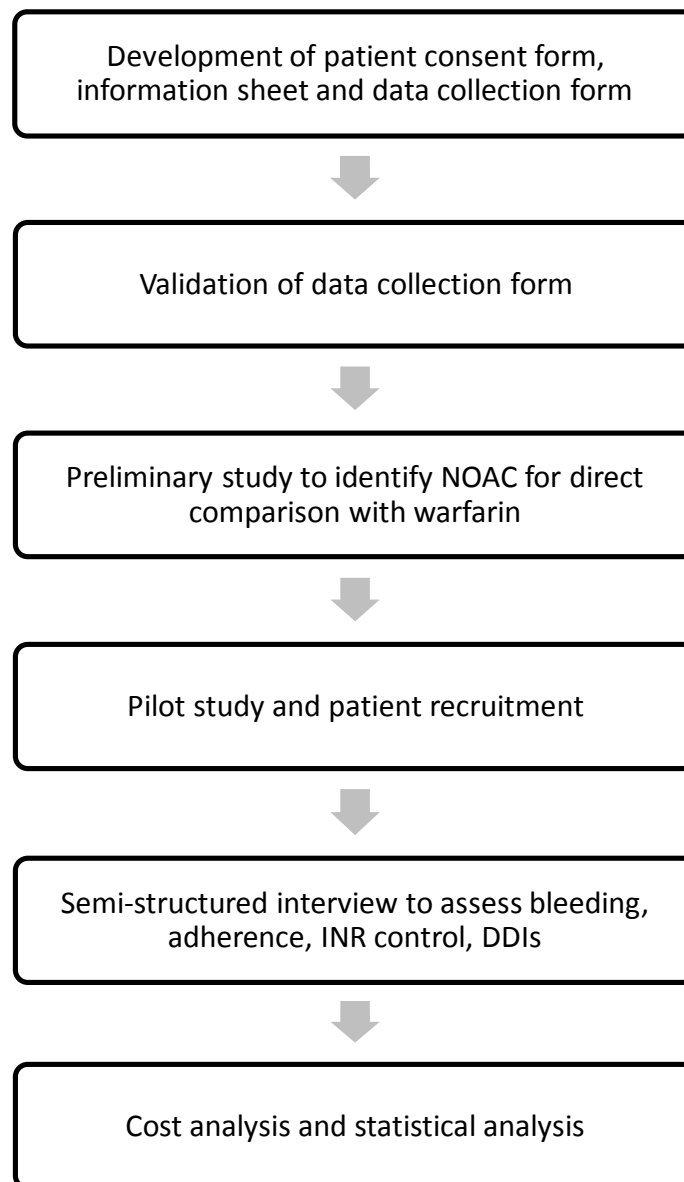 Development of patient consent form,
information sheet and data collection form
Validation of data collection form
Preliminary study to identify NOAC for direct
comparison with warfarin
Pilot study and patient recruitment
Semi-structured interview to assess bleeding,
adherence, INR control, DDIs
Cost analysis and statistical analysis